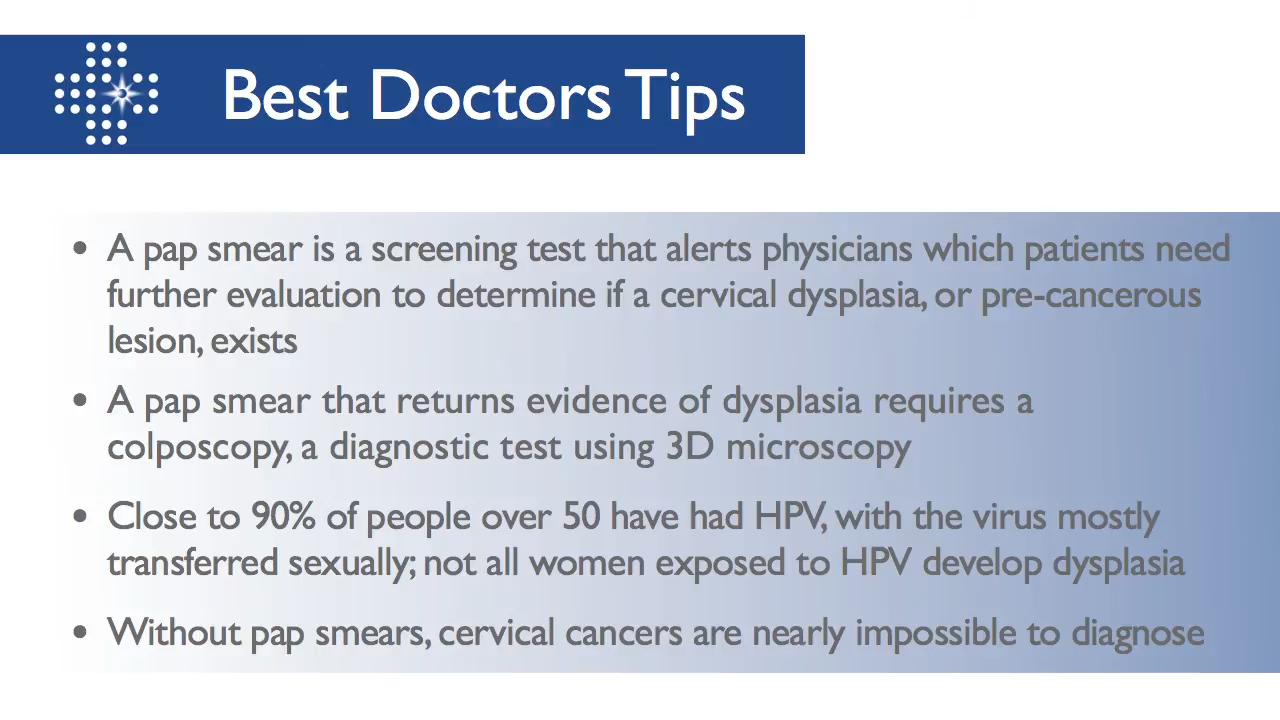 Best Doctors Tips
• A pap smear is a screening test that alerts physicians which patients need
further evaluation to determine if a cervical dysplasia, or pre-cancerous
lesion, exists
• A pap smear that returns evidence of dysplasia requires a
colposcopy, a diagnostic test using 3D microscopy
• Close to 90% of people over 50 have had HPV, with the virus mostly
transferred sexually; not all women exposed to HPV develop dysplasia
• Without pap smears, cervical cancers are nearly impossible to diagnose